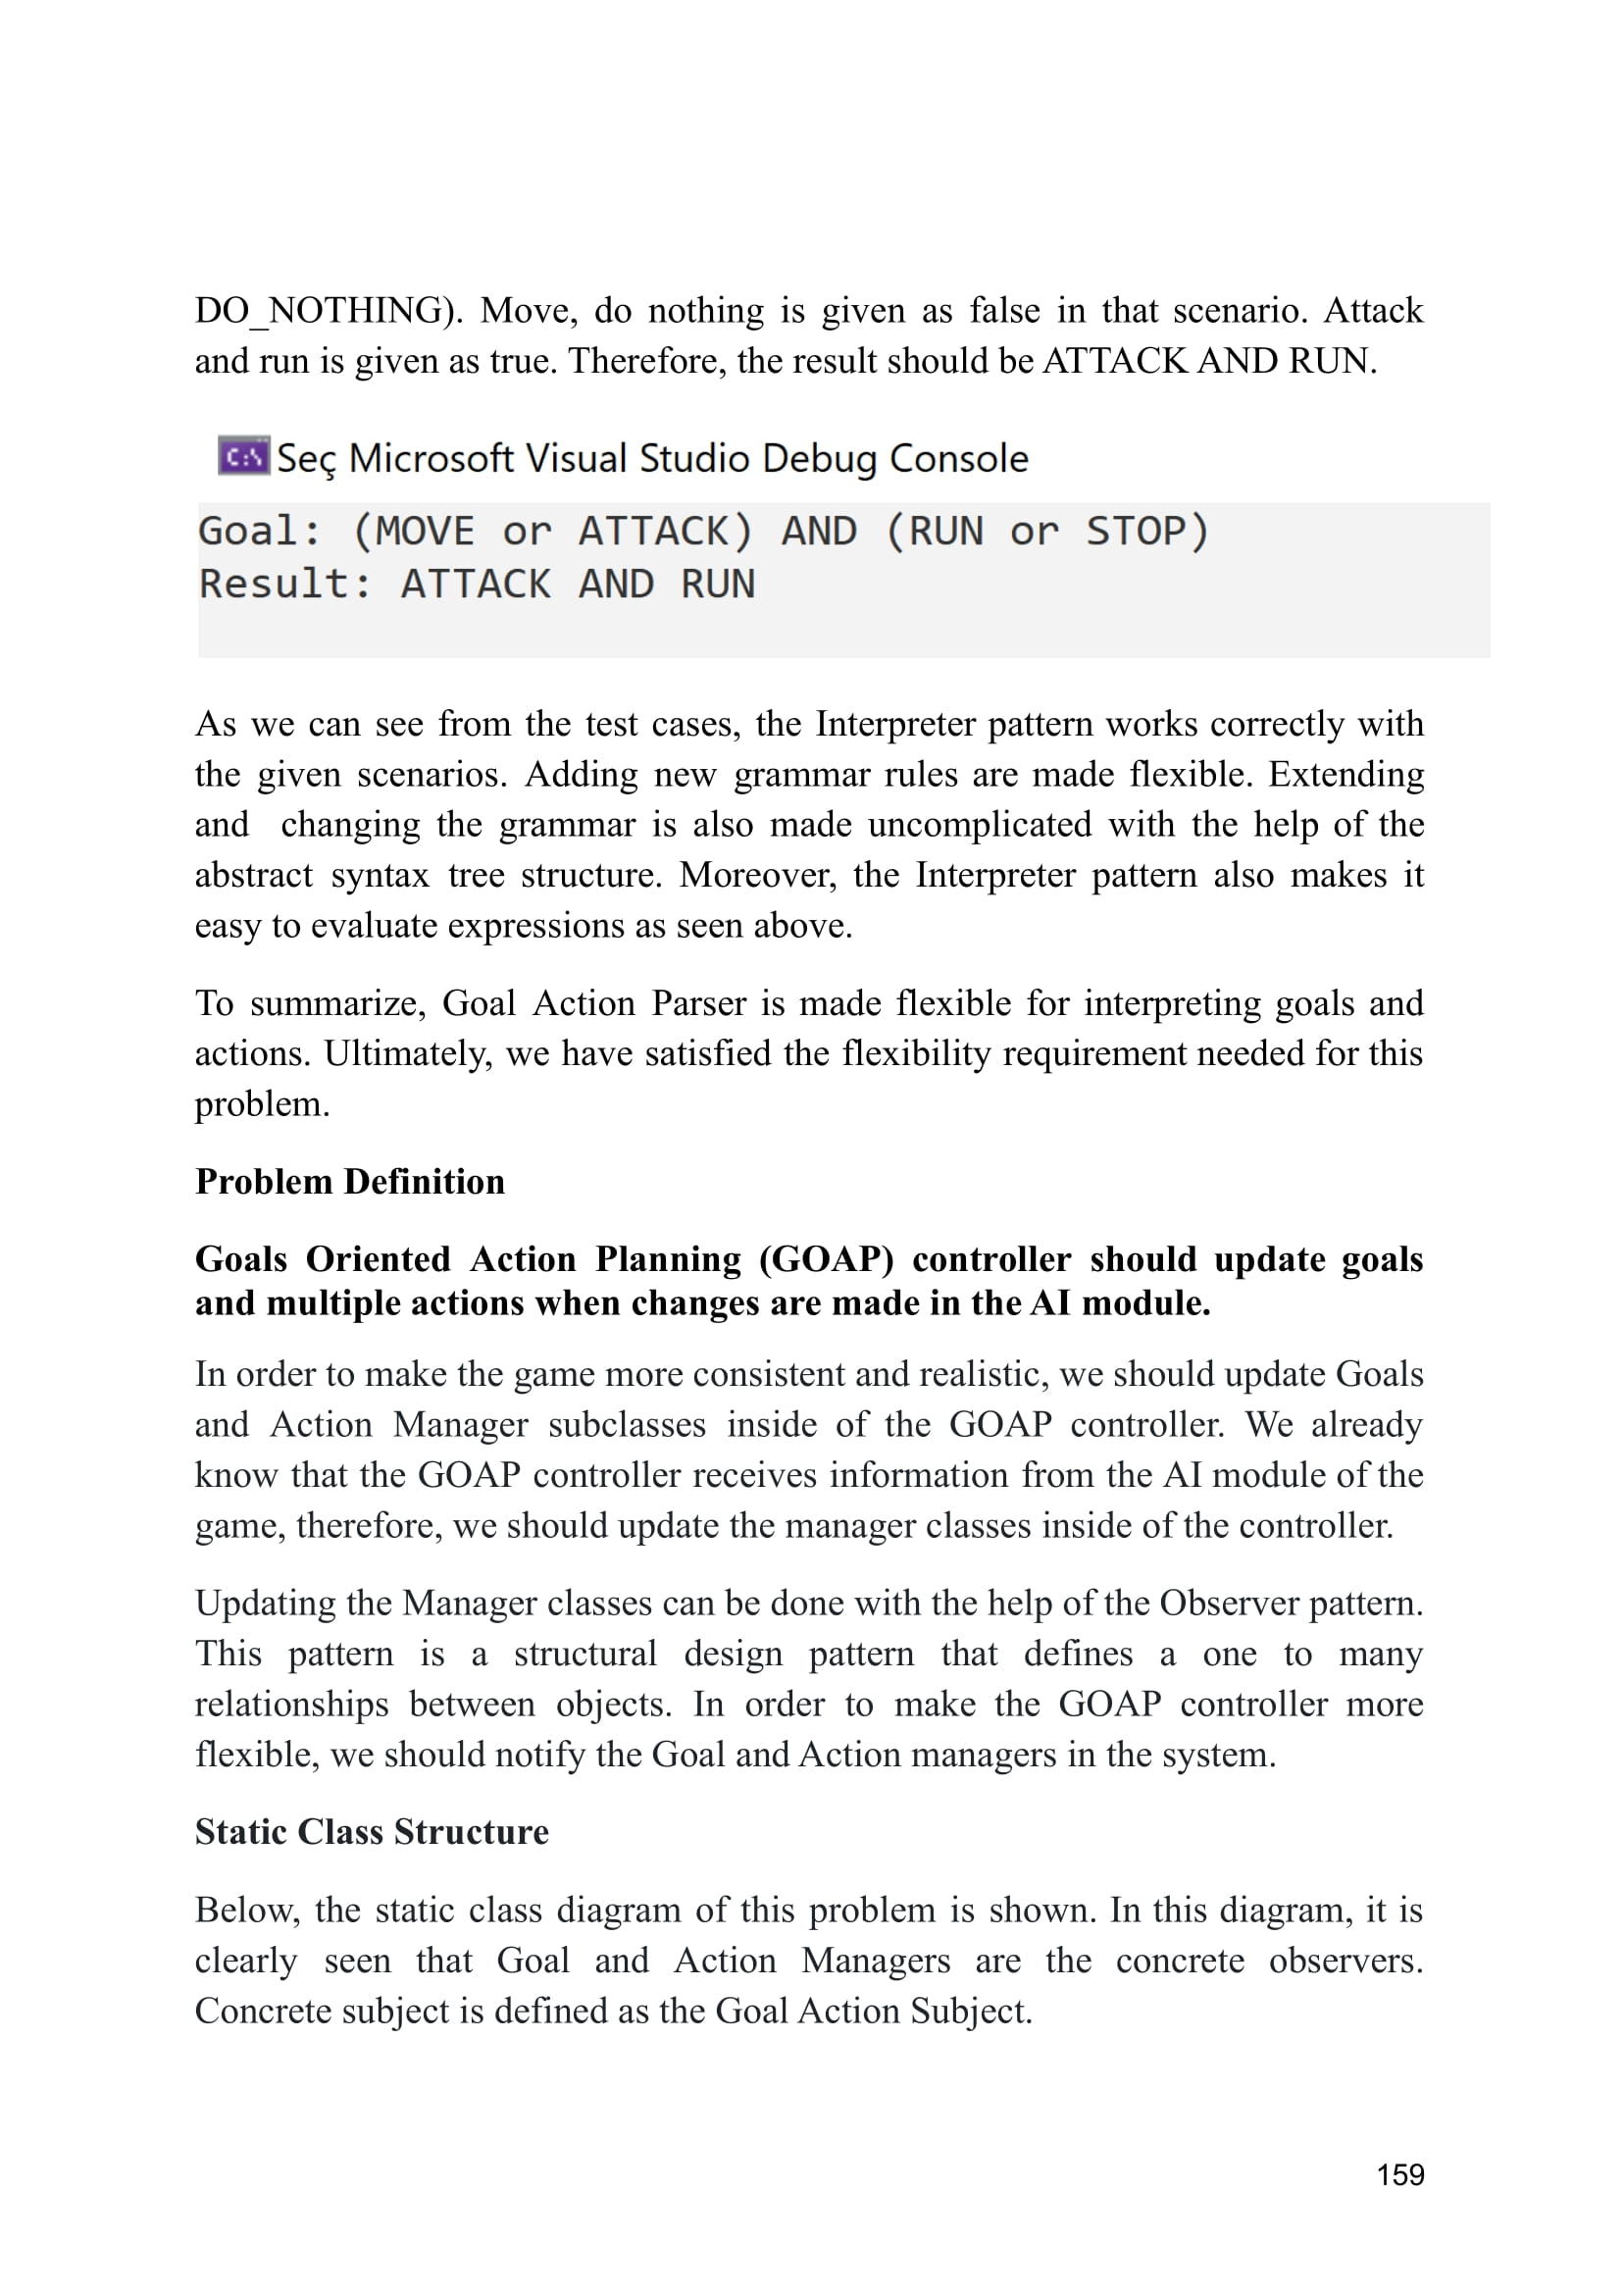 DO_NOTHING). Move, do nothing is given as false in that scenario. Attack
and run is given as true. Therefore, the result should be ATTACK AND RUN.
C:\ Seç Microsoft Visual Studio Debug Console
Goal: (MOVE or ATTACK) AND (RUN or STOP)
Result: ATTACK AND RUN
As we can see from the test cases, the Interpreter pattern works correctly with
the given scenarios. Adding new grammar rules are made flexible. Extending
and changing the grammar is also made uncomplicated with the help of the
abstract syntax tree structure. Moreover, the Interpreter pattern also makes it
easy to evaluate expressions as seen above.
To summarize, Goal Action Parser is made flexible for interpreting goals and
actions. Ultimately, we have satisfied the flexibility requirement needed for this
problem.
Problem Definition
Goals Oriented Action Planning (GOAP) controller should update goals
and multiple actions when changes are made in the AI module.
In order to make the game more consistent and realistic, we should update Goals
and Action Manager subclasses inside of the GOAP controller. We already
know that the GOAP controller receives information from the AI module of the
game, therefore, we should update the manager classes inside of the controller.
Updating the Manager classes can be done with the help of the Observer pattern.
This pattern is a structural design pattern that defines a one to many
relationships between objects. In order to make the GOAP controller more
flexible, we should notify the Goal and Action managers in the system.
Static Class Structure
Below, the static class diagram of this problem is shown. In this diagram, it is
clearly seen that Goal and Action Managers are the concrete observers.
Concrete subject is defined as the Goal Action Subject.
159